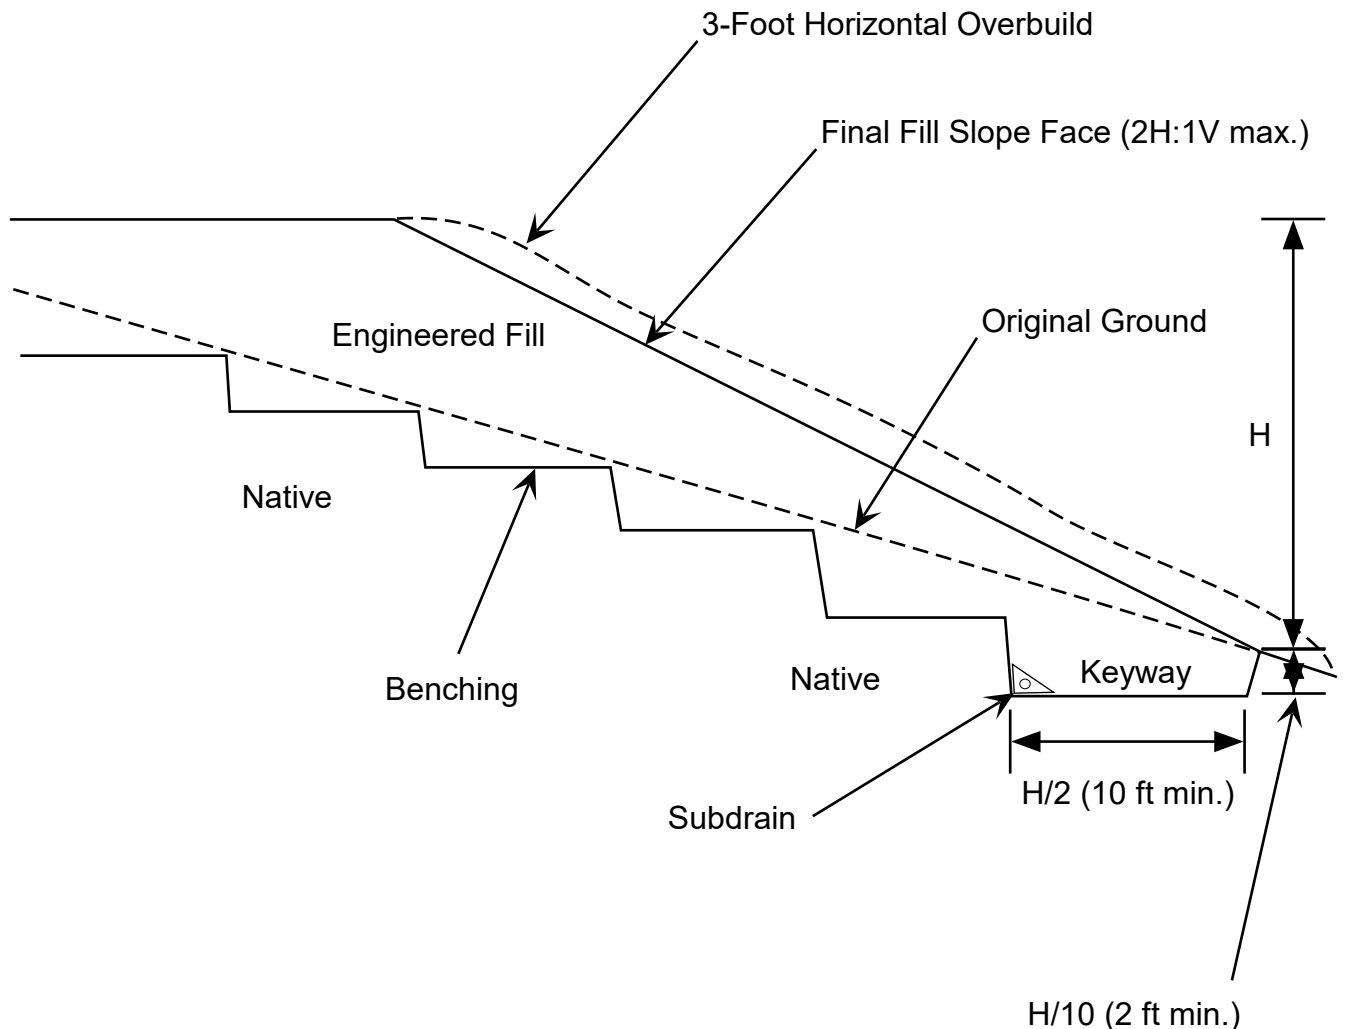 3-Foot Horizontal Overbuild
Final Fill Slope Face (2H:1V max.)
Original Ground
Engineered Fill
H
Native
Native
Keyway
Benching
H/2 (10 ft min.)
Subdrain
H/10 (2 ft min.)